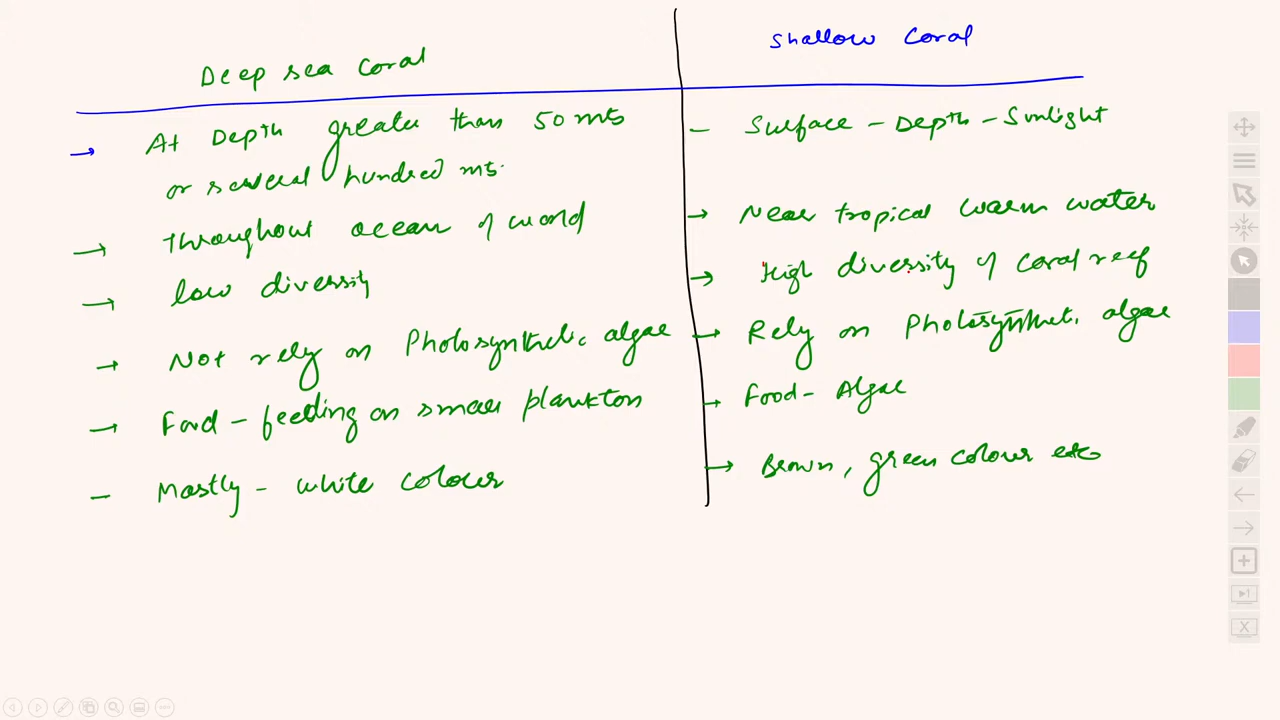 Deep sea coral
→ At Depth greater than 50 mts
or several hundred mts.
→ throughout ocean of world
→ low diversity
→ Not rely on Photosynthetic algae
→ Food - feeding on small plankton
- Mostly - white colour
Shallow Coral
- Surface - Depth - Sunlight
→ Near tropical warm water
→ High diversity of coral reef
→ Rely on Photosynthetic algae
→ Food - Algae
→ Brown, green colour etc